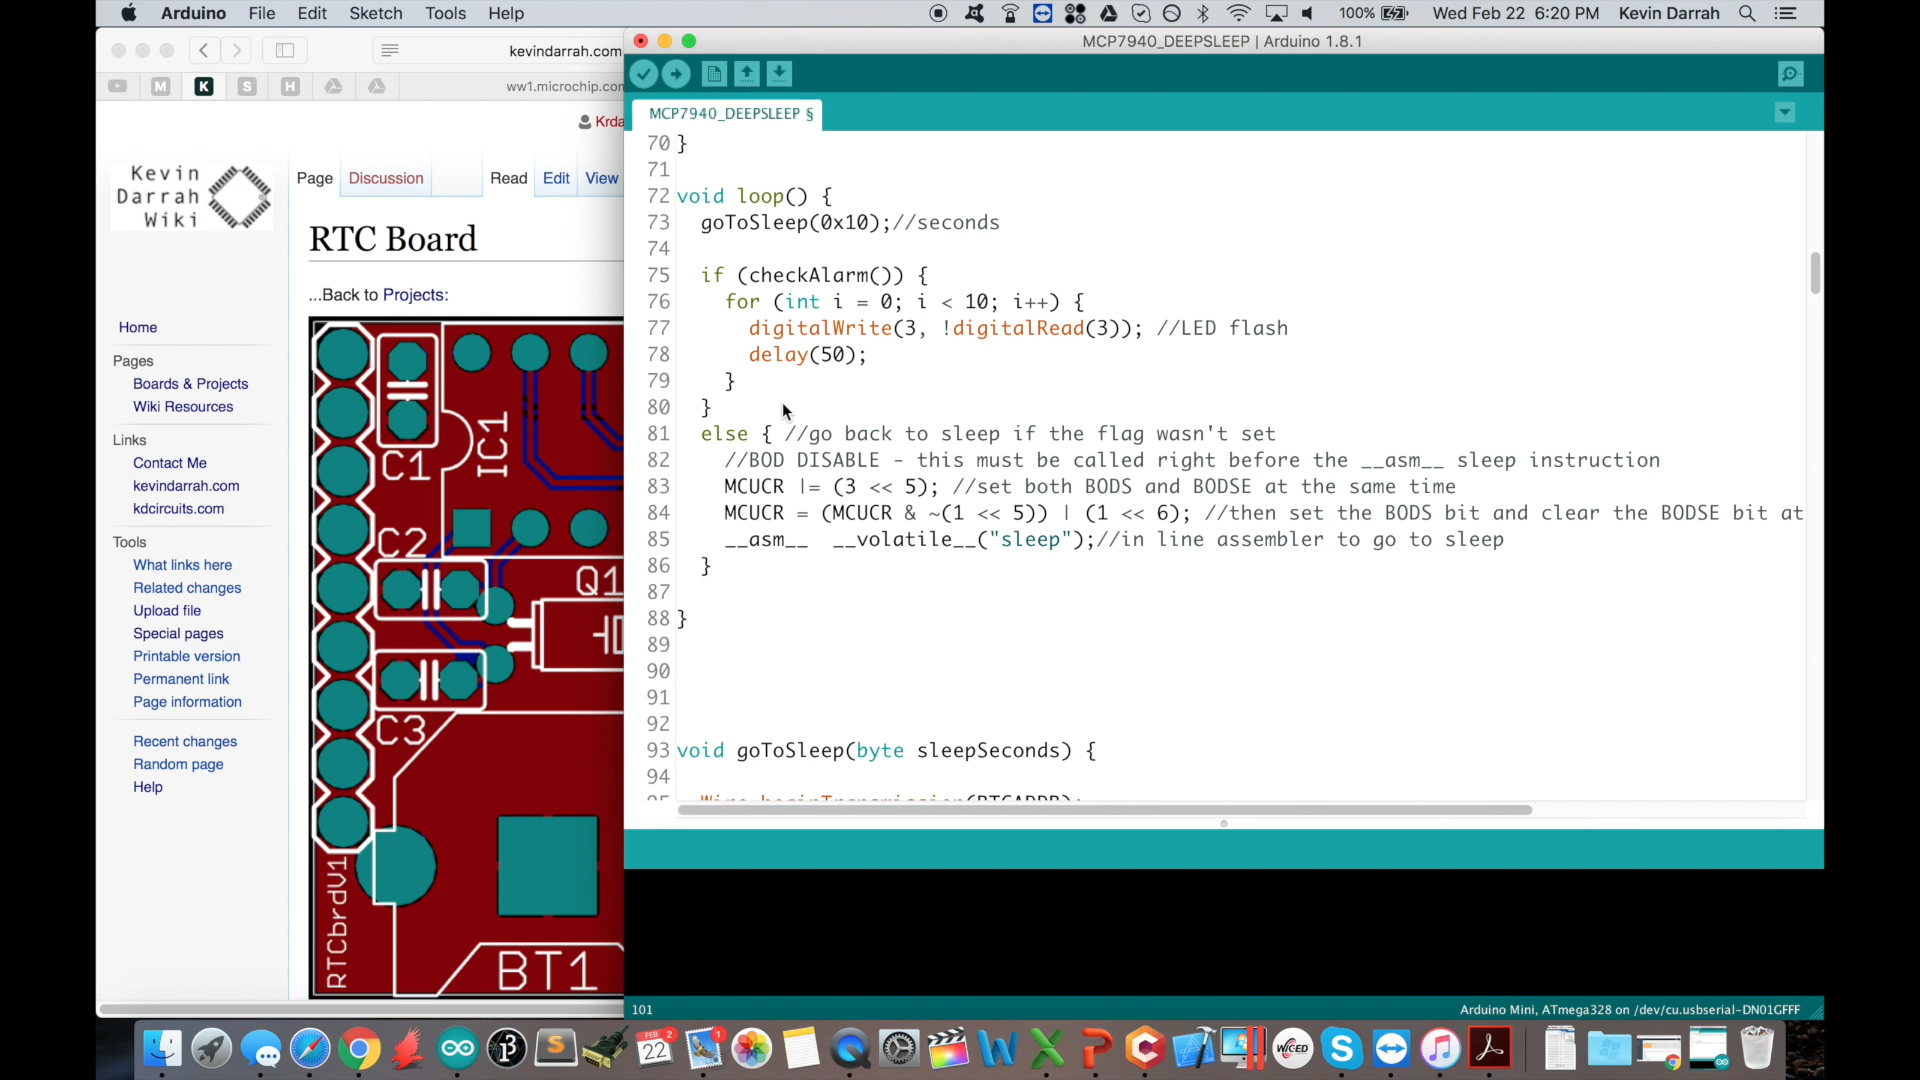 Arduino File Edit Sketch Tools Help
100% Wed Feb 22 6:20 PM Kevin Darrah
kevindarrah.com
MCP7940_DEEPSLEEP | Arduino 1.8.1
M K S H
ww1.microchip.com
MCP7940_DEEPSLEEP §
Krda
Kevin
Darrah
Wiki
Page Discussion Read Edit View
RTC Board
...Back to Projects:
Home
Pages
Boards & Projects
Wiki Resources
Links
Contact Me
kevindarrah.com
kdcircuits.com
Tools
What links here
Related changes
Upload file
Special pages
Printable version
Permanent link
Page information
Recent changes
Random page
Help
C1
IC1
C2
Q1
C3
RTCbrdV1
BT1
70 }
71
72 void loop() {
73 goToSleep(0x10);//seconds
74
75 if (checkAlarm()) {
76 for (int i = 0; i < 10; i++) {
77 digitalWrite(3, !digitalRead(3)); //LED flash
78 delay(50);
79 }
80 }
81 else { //go back to sleep if the flag wasn't set
82 //BOD DISABLE - this must be called right before the __asm__ sleep instruction
83 MCUCR |= (3 << 5); //set both BODS and BODSE at the same time
84 MCUCR = (MCUCR & ~(1 << 5)) | (1 << 6); //then set the BODS bit and clear the BODSE bit at
85 __asm__ __volatile__("sleep");//in line assembler to go to sleep
86 }
87
88 }
89
90
91
92
93 void goToSleep(byte sleepSeconds) {
94
101
Arduino Mini, ATmega328 on /dev/cu.usbserial-DN01GFFF
FEB 2
22
1
WICED